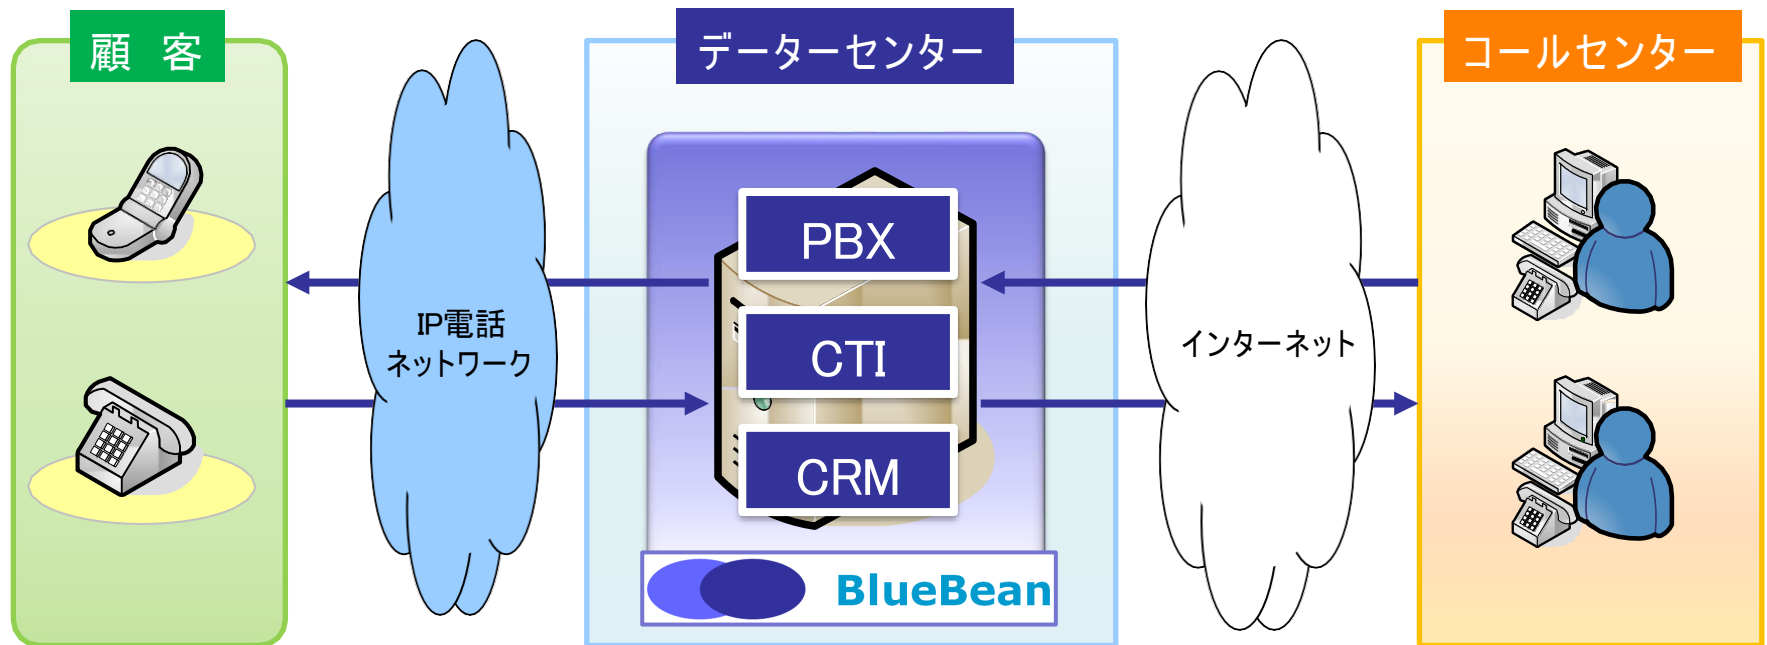 顧　客
データーセンター
コールセンター
PBX
IP電話
ネットワーク
CTI
インターネット
CRM
BlueBean